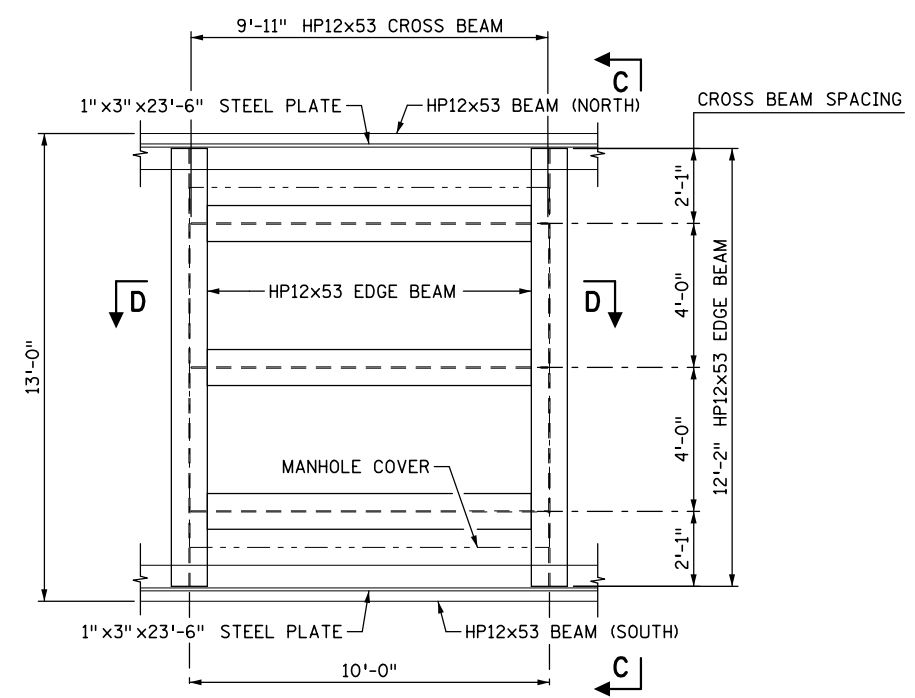 9'-11" HP12x53 CROSS BEAM
C
1"x3"x23'-6" STEEL PLATE
HP12x53 BEAM (NORTH)
CROSS BEAM SPACING
2'-1"
D
HP12x53 EDGE BEAM
D
4'-0"
12'-2" HP12x53 EDGE BEAM
13'-0"
4'-0"
MANHOLE COVER
2'-1"
1"x3"x23'-6" STEEL PLATE
HP12x53 BEAM (SOUTH)
10'-0"
C